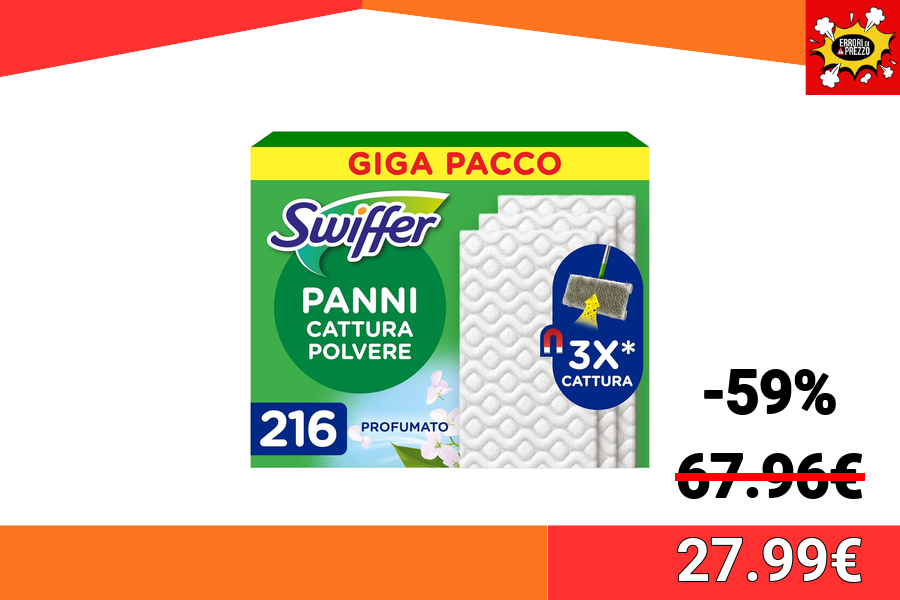 ERRORI DI
PREZZO
GIGA PACCO
Swiffer
PANNI
CATTURA
POLVERE
3X*
CATTURA
216
PROFUMATO
-59%
67.96€
27.99€